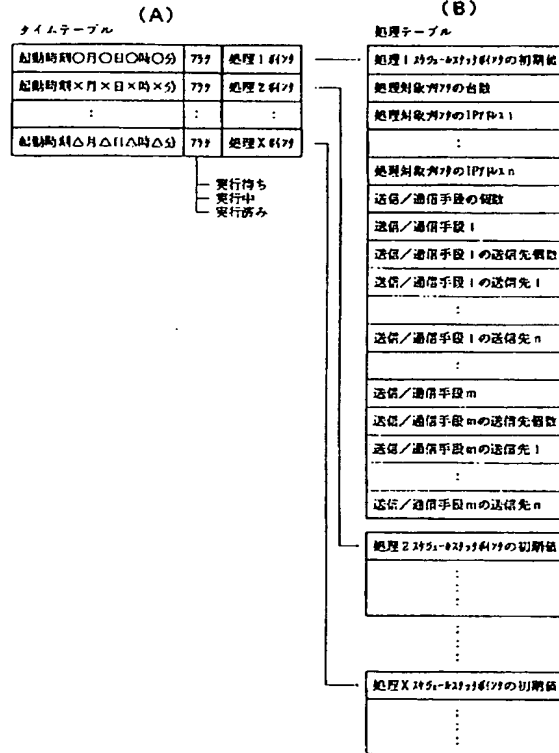 (A)
タイムテーブル
起動時刻〇月〇日〇時〇分 フラグ 処理1ポインタ
起動時刻×月×日×時×分 フラグ 処理2ポインタ
: : :
起動時刻△月△日△時△分 フラグ 処理Xポインタ
実行待ち
実行中
実行済み
(B)
処理テーブル
処理1スケジュールスタックポインタの初期値
処理対象プリンタの台数
処理対象プリンタのIPアドレス1
:
処理対象プリンタのIPアドレスn
送信/通信手段の個数
送信/通信手段1
送信/通信手段1の送信先個数
送信/通信手段1の送信先1
:
送信/通信手段1の送信先n
:
送信/通信手段m
送信/通信手段mの送信先個数
送信/通信手段mの送信先1
:
送信/通信手段mの送信先n
処理2スケジュールスタックポインタの初期値
処理Xスケジュールスタックポインタの初期値